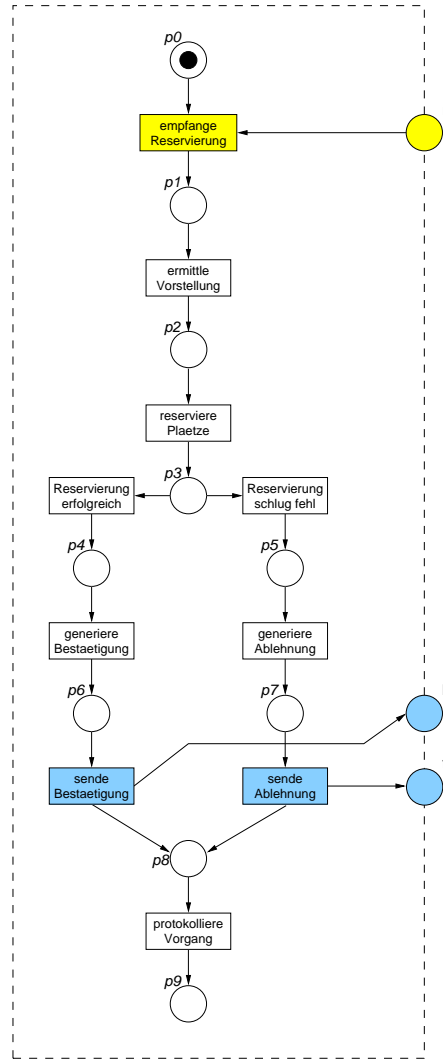 p0
empfange
Reservierung
p1
ermittle
Vorstellung
p2
reserviere
Plaetze
p3
Reservierung
erfolgreich
Reservierung
schlug fehl
p4
p5
generiere
Bestaetigung
generiere
Ablehnung
p6
p7
sende
Bestaetigung
sende
Ablehnung
p8
protokolliere
Vorgang
p9